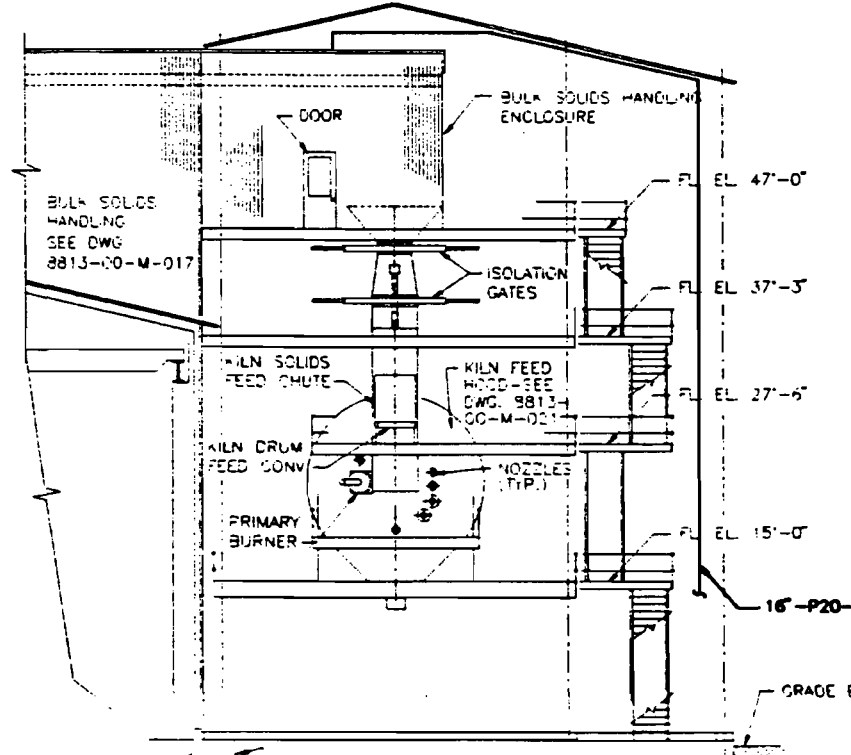 DOOR
BULK SOLIDS HANDLING
ENCLOSURE
FL EL 47'-0"
BULK SOLIDS
HANDLING
SEE DWG
8813-00-M-017
ISOLATION
GATES
FL EL 37'-3"
KILN SOLIDS
FEED CHUTE
KILN FEED
HOOD-SEE
DWG. 8813-
00-M-021
FL EL 27'-6"
KILN DRUM
FEED CONV
NOZZLES
(TYP.)
PRIMARY
BURNER
FL EL 15'-0"
16"-P20-
GRADE E